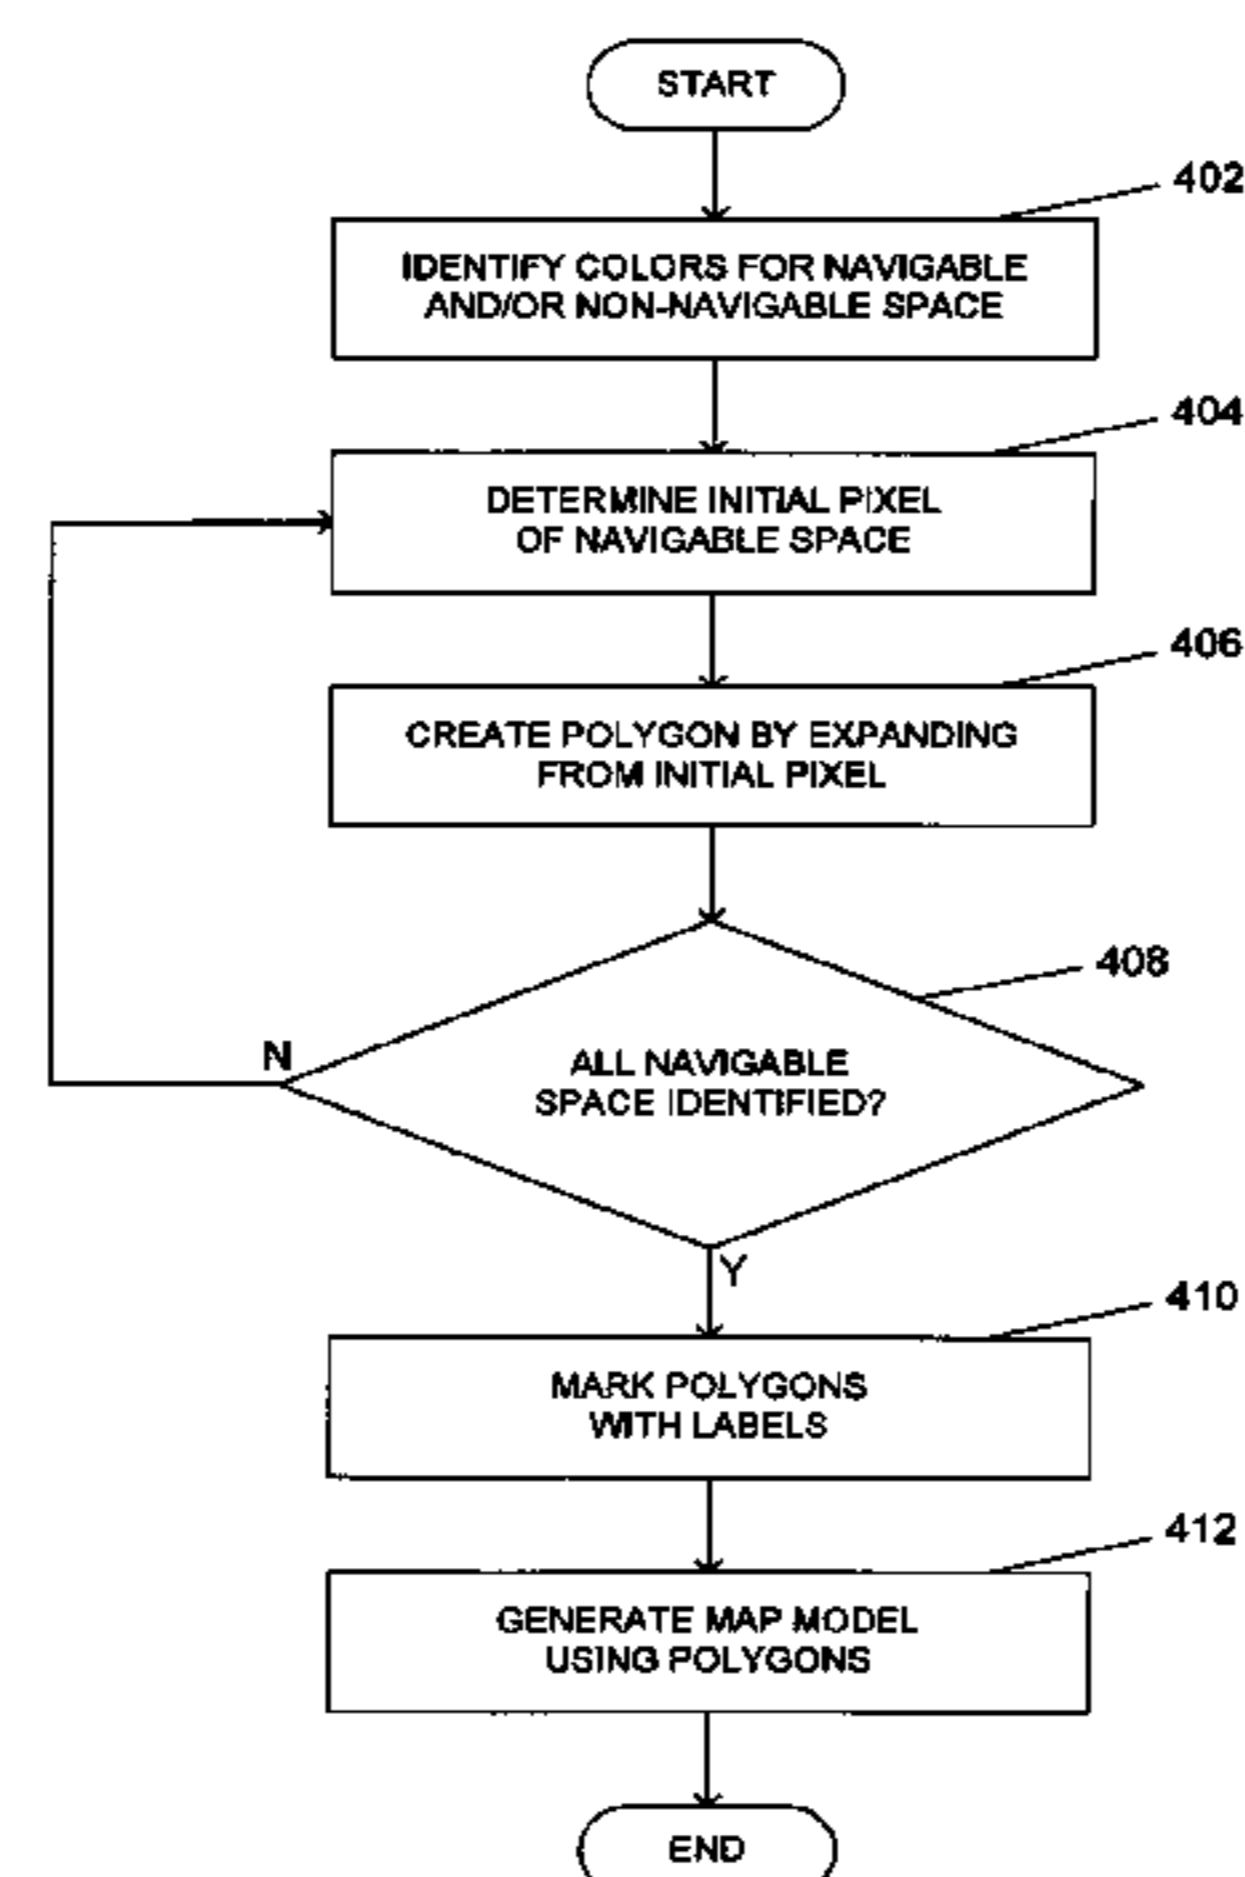 START
402
IDENTIFY COLORS FOR NAVIGABLE
AND/OR NON-NAVIGABLE SPACE
404
DETERMINE INITIAL PIXEL
OF NAVIGABLE SPACE
406
CREATE POLYGON BY EXPANDING
FROM INITIAL PIXEL
408
N
ALL NAVIGABLE
SPACE IDENTIFIED?
Y
410
MARK POLYGONS
WITH LABELS
412
GENERATE MAP MODEL
USING POLYGONS
END